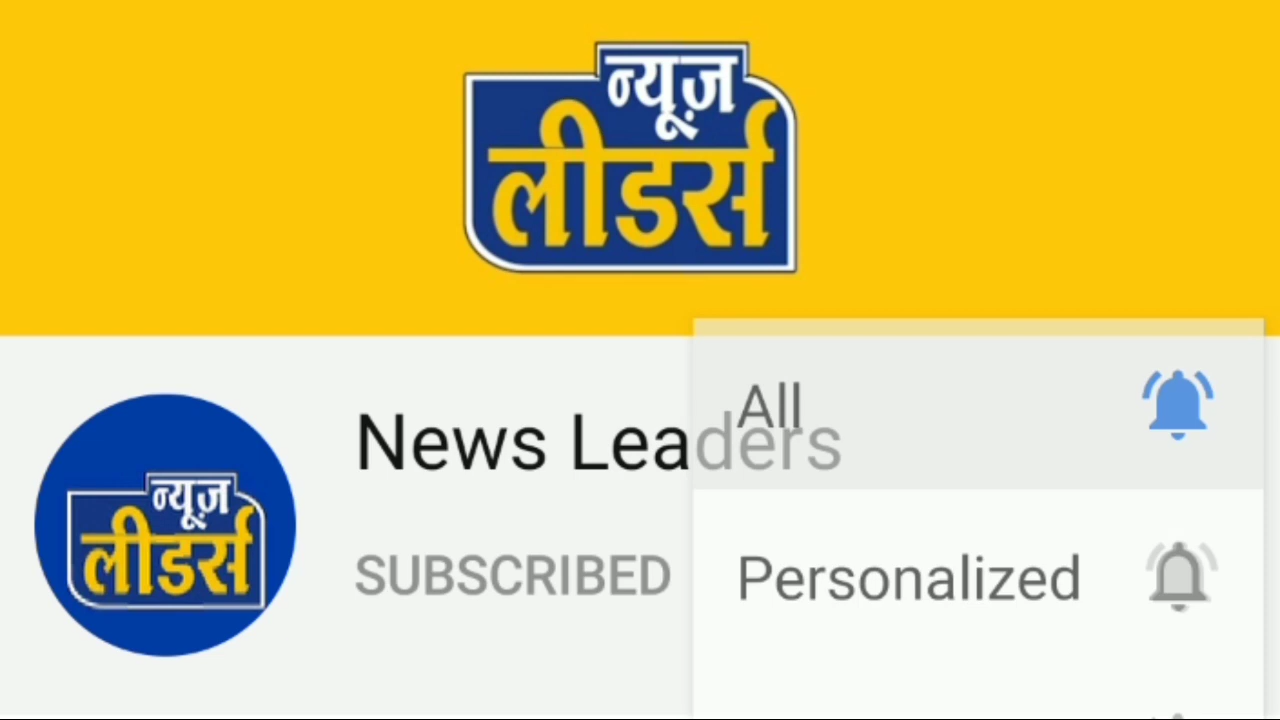 न्यूज़
लीडर्स
न्यूज़
लीडर्स
News Leaders
SUBSCRIBED
All
Personalized